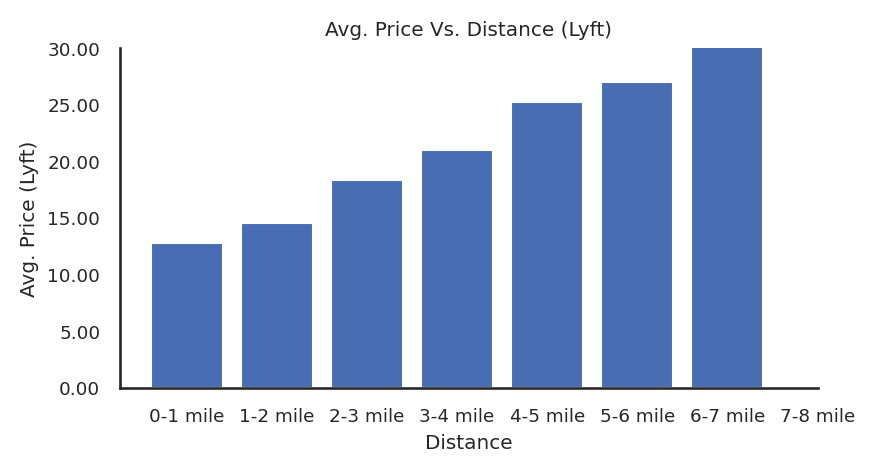 Avg. Price Vs. Distance (Lyft)
30.00
25.00
20.00
15.00
10.00
5.00
0.00
Avg. Price (Lyft)
0-1 mile 1-2 mile 2-3 mile 3-4 mile 4-5 mile 5-6 mile 6-7 mile 7-8 mile
Distance